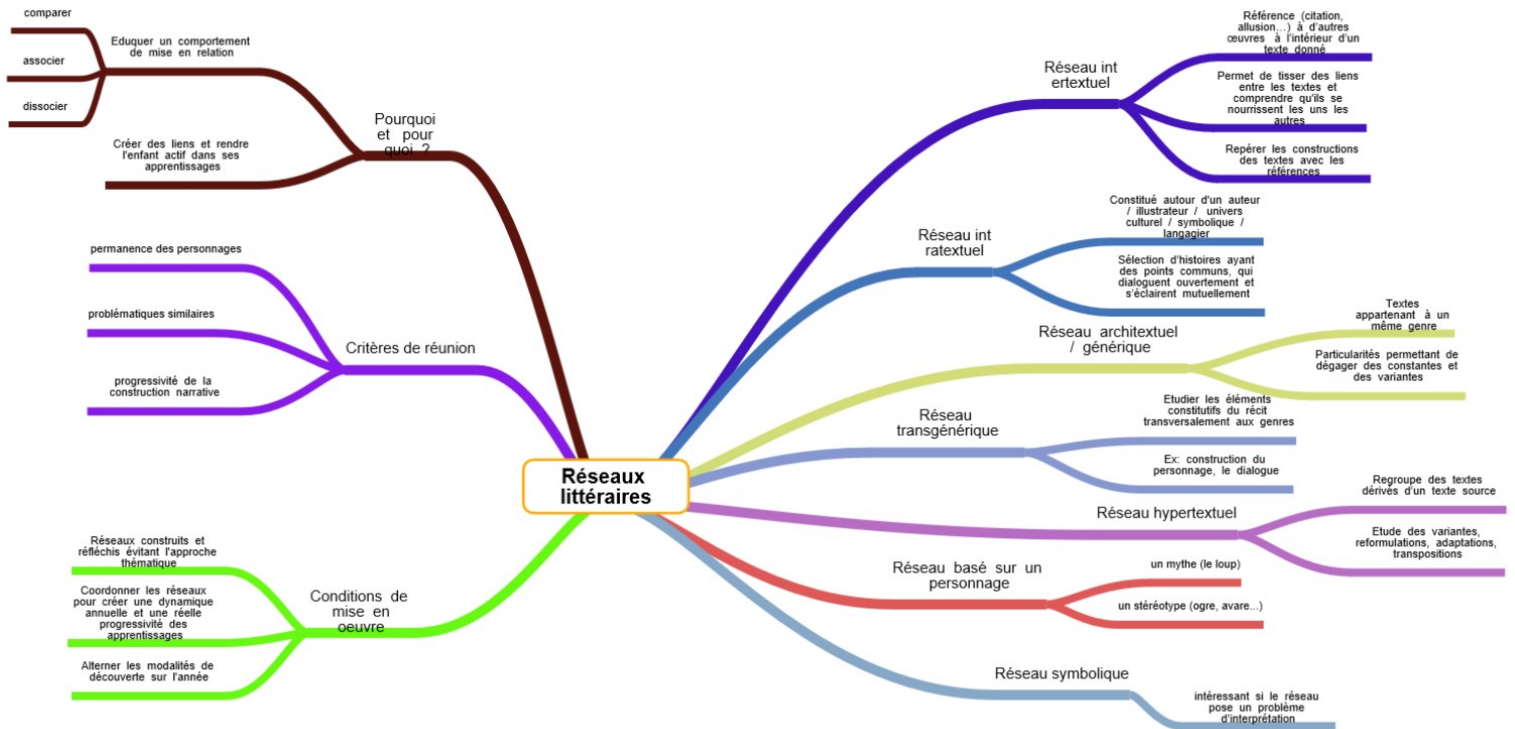 comparer
associer
dissocier
Eduquer un comportement
de mise en relation
Créer des liens et rendre
l'enfant actif dans ses
apprentissages
Pourquoi
et pour
quoi ?
permanence des personnages
problématiques similaires
progressivité de la
construction narrative
Critères de réunion
Réseaux construits et
réfléchis évitant l'approche
thématique
Coordonner les réseaux
pour créer une dynamique
annuelle et une réelle
progressivité des
apprentissages
Alterner les modalités de
découverte sur l'année
Conditions de
mise en
oeuvre
Réseaux
littéraires
Réseau int
ertextuel
Référence (citation,
allusion...) à d'autres
œuvres à l'intérieur d'un
texte donné
Permet de tisser des liens
entre les textes et
comprendre qu'ils se
nourrissent les uns les
autres
Repérer les constructions
des textes avec les
références
Réseau int
ratextuel
Constitué autour d'un auteur
/ illustrateur / univers
culturel / symbolique /
langagier
Sélection d'histoires ayant
des points communs, qui
dialoguent ouvertement et
s'éclairent mutuellement
Réseau architextuel
/ générique
Textes
appartenant à un
même genre
Particularités permettant de
dégager des constantes et
des variantes
Réseau
transgénérique
Etudier les éléments
constitutifs du récit
transversalement aux genres
Ex: construction du
personnage, le dialogue
Réseau hypertextuel
Regroupe des textes
dérivés d'un texte source
Etude des variantes,
reformulations, adaptations,
transpositions
Réseau basé sur un
personnage
un mythe (le loup)
un stéréotype (ogre, avare...)
Réseau symbolique
intéressant si le réseau
pose un problème
d'interprétation